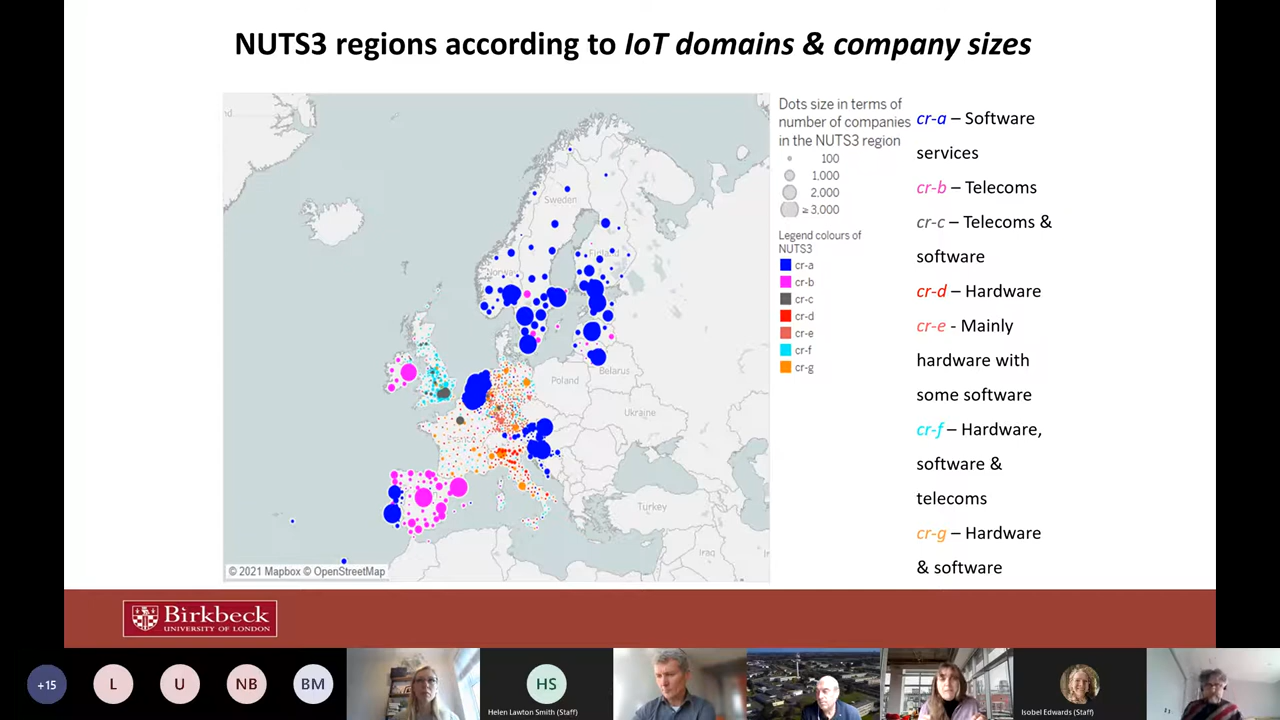 NUTS3 regions according to IoT domains & company sizes
Sweden
Finland
Norway
Poland
Belarus
Ukraine
Turkey
Iraq
© 2021 Mapbox © OpenStreetMap
Dots size in terms of
number of companies
in the NUTS3 region
100
1,000
2,000
≥ 3,000
Legend colours of
NUTS3
cr-a
cr-b
cr-c
cr-d
cr-e
cr-f
cr-g
cr-a – Software
services
cr-b – Telecoms
cr-c – Telecoms &
software
cr-d – Hardware
cr-e - Mainly
hardware with
some software
cr-f – Hardware,
software &
telecoms
cr-g – Hardware
& software
Birkbeck
UNIVERSITY OF LONDON
+15
L
U
NB
BM
HS
Helen Lawton Smith (Staff)
Isobel Edwards (Staff)